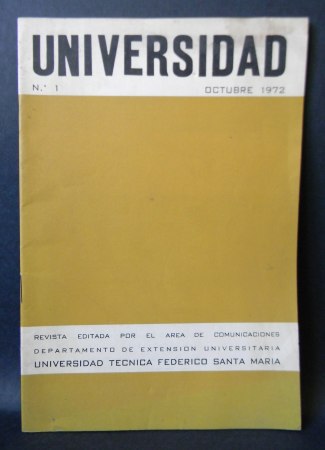 UNIVERSIDAD
N.° 1 OCTUBRE 1972
REVISTA EDITADA POR EL AREA DE COMUNICACIONES
DEPARTAMENTO DE EXTENSION UNIVERSITARIA
UNIVERSIDAD TECNICA FEDERICO SANTA MARIA